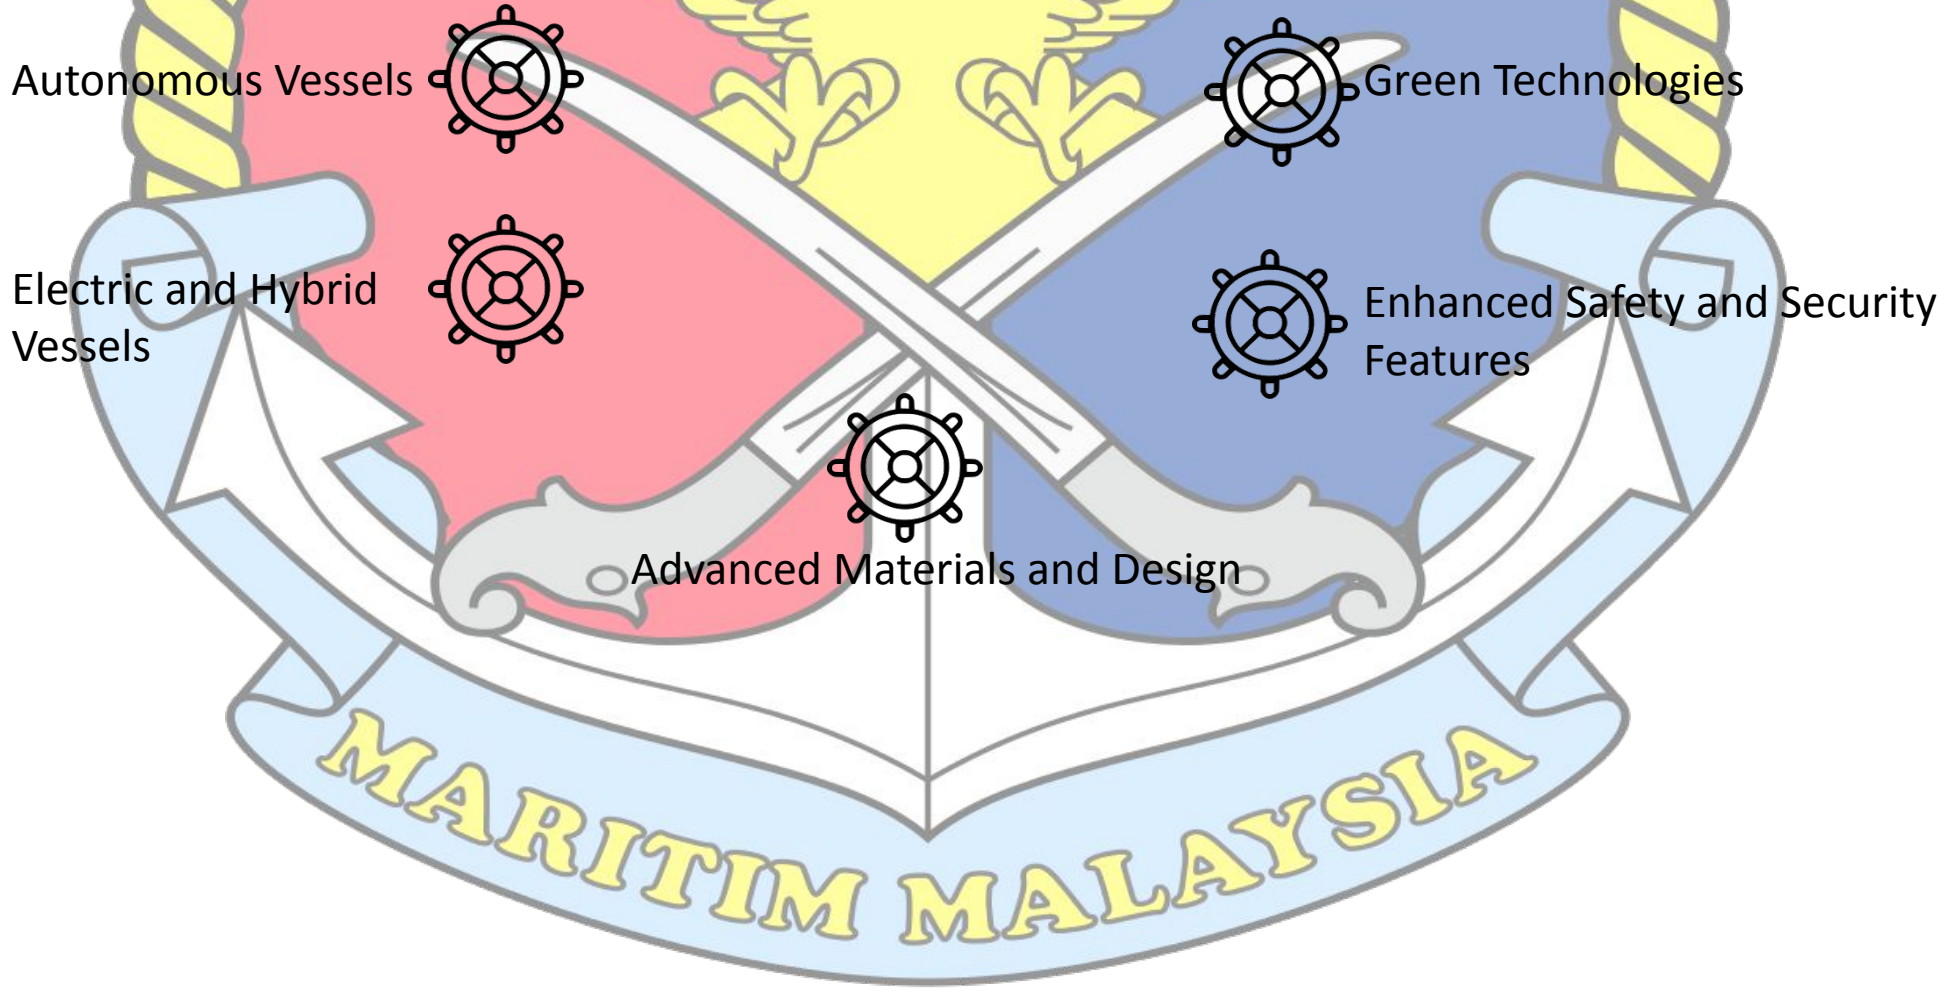 Autonomous Vessels
Green Technologies
Electric and Hybrid
Vessels
Enhanced Safety and Security
Features
Advanced Materials and Design
MARITIM MALAYSIA